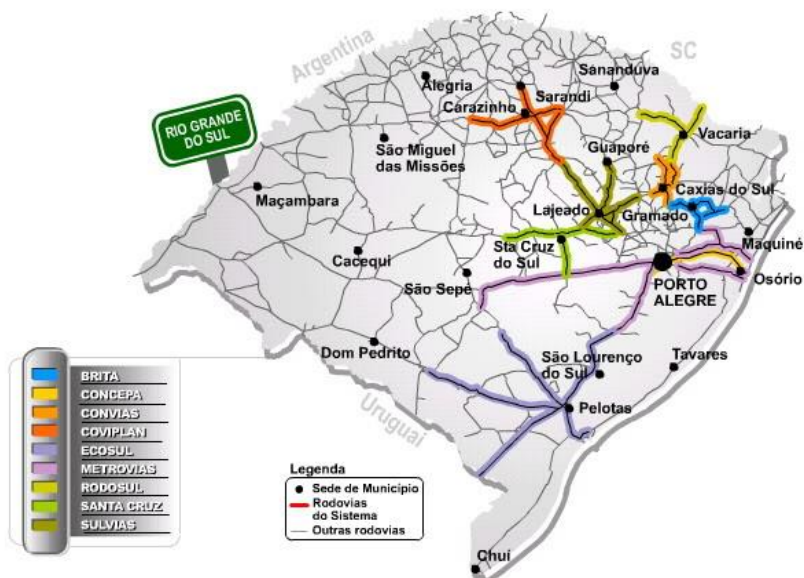 Argentina
SC
RIO GRANDE
DO SUL
Alegria
Sananduva
Carazinho
Sarandi
Vacaria
São Miguel
das Missões
Guaporé
Maçambara
Caxias do Sul
Lajeado
Gramado
Maquiné
Cacequi
Sta Cruz
do Sul
São Sepé
PORTO
ALEGRE
Osório
Dom Pedrito
São Lourenço
do Sul
Tavares
Uruguai
Pelotas
Chuí
BRITA
CONCEPA
CONVIAS
COVIPLAN
ECOSUL
METROVIAS
RODOSUL
SANTA CRUZ
SULVIAS
Legenda
Sede de Município
Rodovias
do Sistema
Outras rodovias